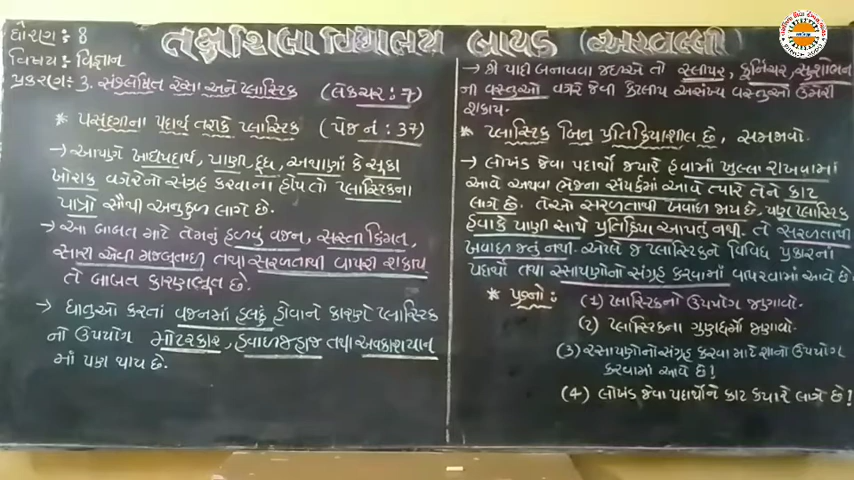 ધોરણ : 8
તક્ષશિલા વિદ્યાલય બાયડ (અરવલ્લી)
વિષય : વિજ્ઞાન
પ્રકરણ : 3. સંશ્લેષિત રેસા અને પ્લાસ્ટિક (લેક્ચર : 7)
* પસંદગીના પદાર્થ તરીકે પ્લાસ્ટિક (પેજ નં : 37)
→ આપણે ખાદ્યપદાર્થ, પાણી, દૂધ, અથાણાં કે સૂકા
ખોરાક વગેરેનો સંગ્રહ કરવાના હોય તો પ્લાસ્ટિકના
પાત્રો સૌથી અનુકૂળ લાગે છે.
→ આ બાબત માટે તેમનું હળવું વજન, સસ્તી કિંમત,
સારી એવી મજબૂતાઈ તથા સરળતાથી વાપરી શકાય
તે બાબત કારણભૂત છે.
→ ધાતુઓ કરતાં વજનમાં હલકું હોવાને કારણે પ્લાસ્ટિક
નો ઉપયોગ મોટરકાર, હવાઈજહાજ તથા અવકાશયાન
માં પણ થાય છે.
→ જો યાદી બનાવવા જઈએ તો સ્લીપર, ફર્નિચર, સુશોભન
ની વસ્તુઓ વગેરે જેવી કેટલીય અસંખ્ય વસ્તુઓ ઉમેરી
શકાય.
* પ્લાસ્ટિક બિન પ્રતિક્રિયાશીલ છે, સમજાવો.
→ લોખંડ જેવા પદાર્થો જ્યારે હવામાં ખુલ્લા રાખવામાં
આવે અથવા ભેજના સંપર્કમાં આવે ત્યારે તેને કાટ
લાગે છે. તેઓ સરળતાથી ખવાઈ જાય છે. પણ પ્લાસ્ટિક
હવા કે પાણી સાથે પ્રતિક્રિયા આપતું નથી. તે સરળતાથી
ખવાઈ જતું નથી. એટલે જ પ્લાસ્ટિકને વિવિધ પ્રકારનાં
પદાર્થો તથા રસાયણોનો સંગ્રહ કરવામાં વાપરવામાં આવે છે.
* પ્રશ્નો : (1) પ્લાસ્ટિકનો ઉપયોગ જણાવો.
(2) પ્લાસ્ટિકના ગુણધર્મો જણાવો.
(3) રસાયણોનો સંગ્રહ કરવા માટે શાનો ઉપયોગ
કરવામાં આવે છે!
(4) લોખંડ જેવા પદાર્થોને કાટ ક્યારે લાગે છે!